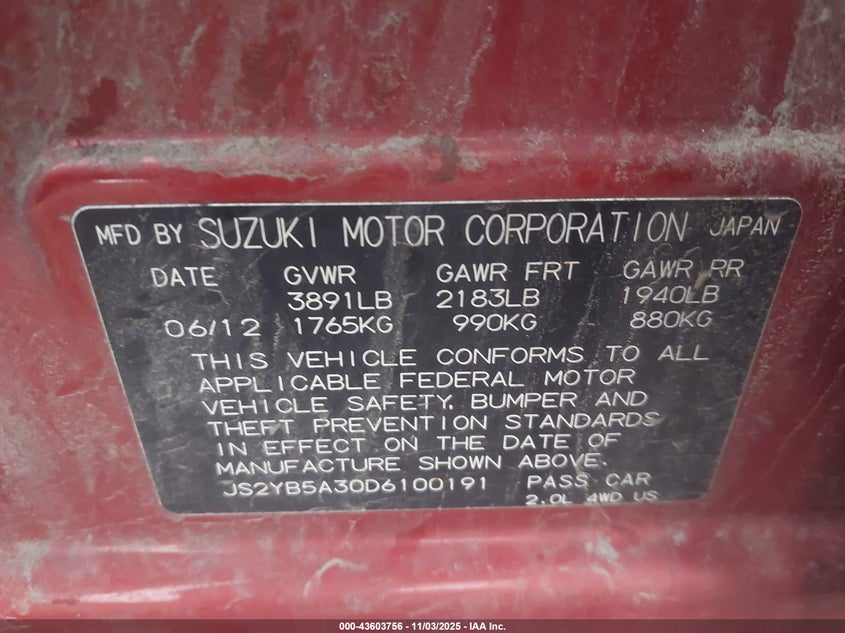 MFD BY SUZUKI MOTOR CORPORATION JAPAN
DATE GVWR GAWR FRT GAWR RR
3891LB 2183LB 1940LB
06/12 1765KG 990KG 880KG
THIS VEHICLE CONFORMS TO ALL
APPLICABLE FEDERAL MOTOR
VEHICLE SAFETY, BUMPER AND
THEFT PREVENTION STANDARDS
IN EFFECT ON THE DATE OF
MANUFACTURE SHOWN ABOVE.
JS2YB5A30D6100191 PASS CAR
2.0L 4WD US
000-43603756 | 11/03/2025 - IAA Inc.